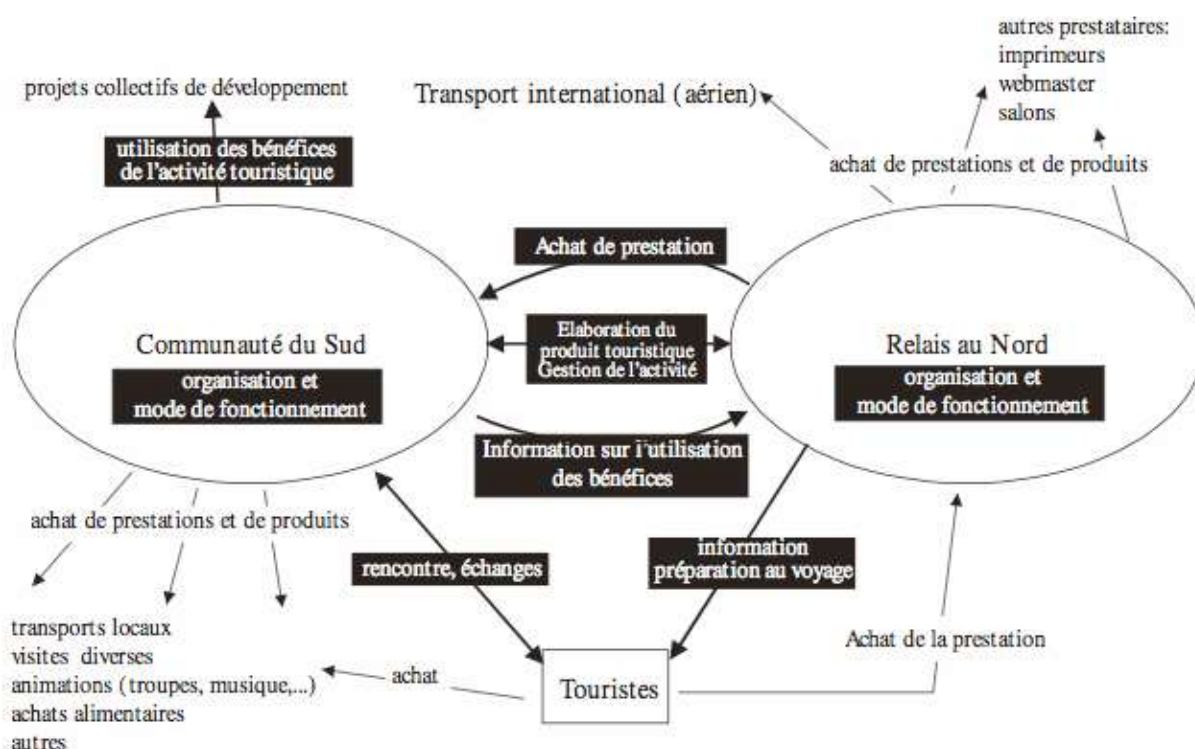 autres prestataires:
imprimeurs
webmaster
salons
projets collectifs de développement
Transport international (aérien)
utilisation des bénéfices
de l'activité touristique
achat de prestations et de produits
Achat de prestation
Communauté du Sud
organisation et
mode de fonctionnement
Elaboration du
produit touristique
Gestion de l'activité
Relais au Nord
organisation et
mode de fonctionnement
Information sur l'utilisation
des bénéfices
achat de prestations et de produits
rencontre, échanges
information
préparation au voyage
transports locaux
visites diverses
animations (troupes, musique,...)
achats alimentaires
autres
achat
Touristes
Achat de la prestation